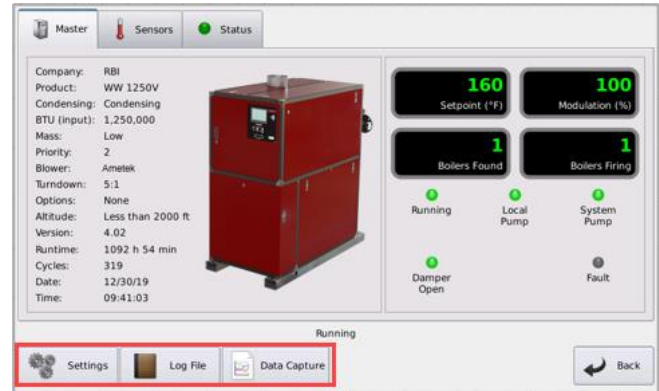 Master
Sensors
Status
Company: RBI
Product: WW 1250V
Condensing: Condensing
BTU (input): 1,250,000
Mass: Low
Priority: 2
Blower: Ametek
Turndown: 5:1
Options: None
Altitude: Less than 2000 ft
Version: 4.02
Runtime: 1092 h 54 min
Cycles: 319
Date: 12/30/19
Time: 09:41:03
160
Setpoint (°F)
100
Modulation (%)
1
Boilers Found
1
Boilers Firing
Running
Local
Pump
System
Pump
Damper
Open
Fault
Running
Settings
Log File
Data Capture
Back